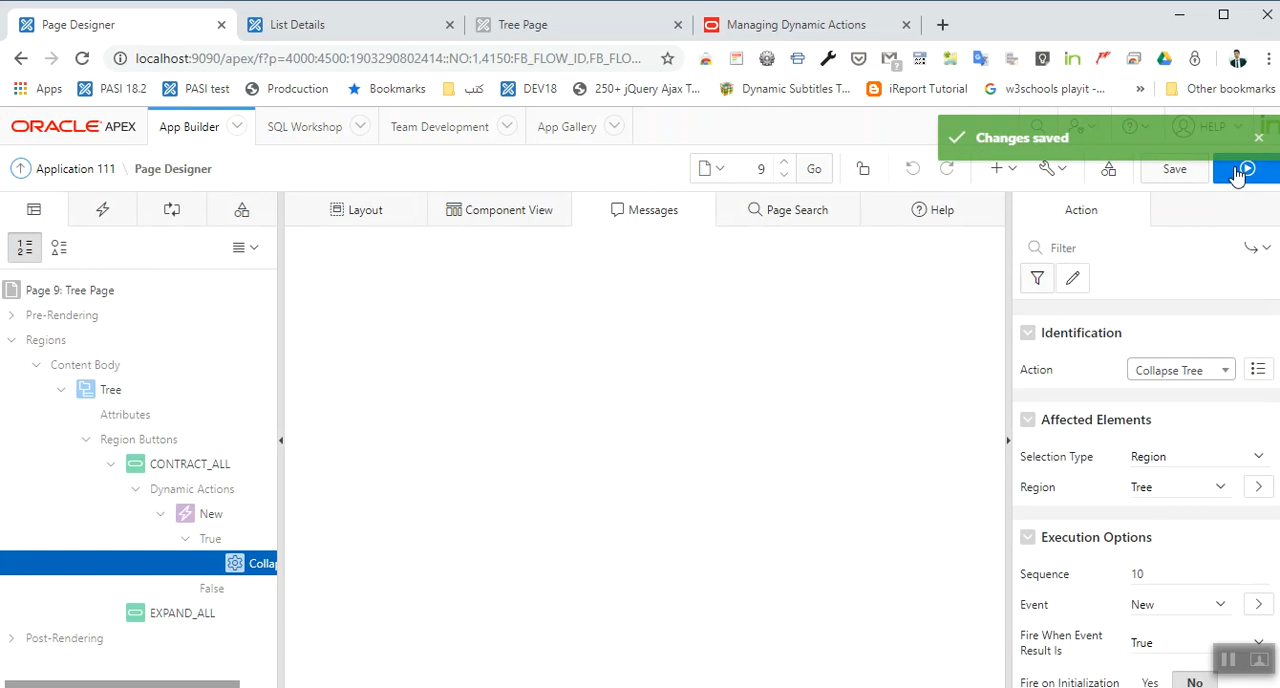 Page Designer
List Details
Tree Page
Managing Dynamic Actions
localhost:9090/apex/f?p=4000:4500:1903290802414::NO:1,4150:FB_FLOW_ID,FB_FLO...
Apps
PASI 18.2
PASI test
Prodcuction
Bookmarks
كتب
DEV18
250+ jQuery Ajax T...
Dynamic Subtitles T...
iReport Tutorial
w3schools playit -...
»
Other bookmarks
ORACLE APEX
App Builder
SQL Workshop
Team Development
App Gallery
HELP
Changes saved
Application 111 \ Page Designer
9
Go
Save
Layout
Component View
Messages
Page Search
Help
Action
Filter
Page 9: Tree Page
Pre-Rendering
Regions
Content Body
Tree
Attributes
Region Buttons
CONTRACT_ALL
Dynamic Actions
New
True
Collap
False
EXPAND_ALL
Post-Rendering
Identification
Action
Collapse Tree
Affected Elements
Selection Type
Region
Region
Tree
Execution Options
Sequence
10
Event
New
Fire When Event
Result Is
True
Fire on Initialization
Yes
No